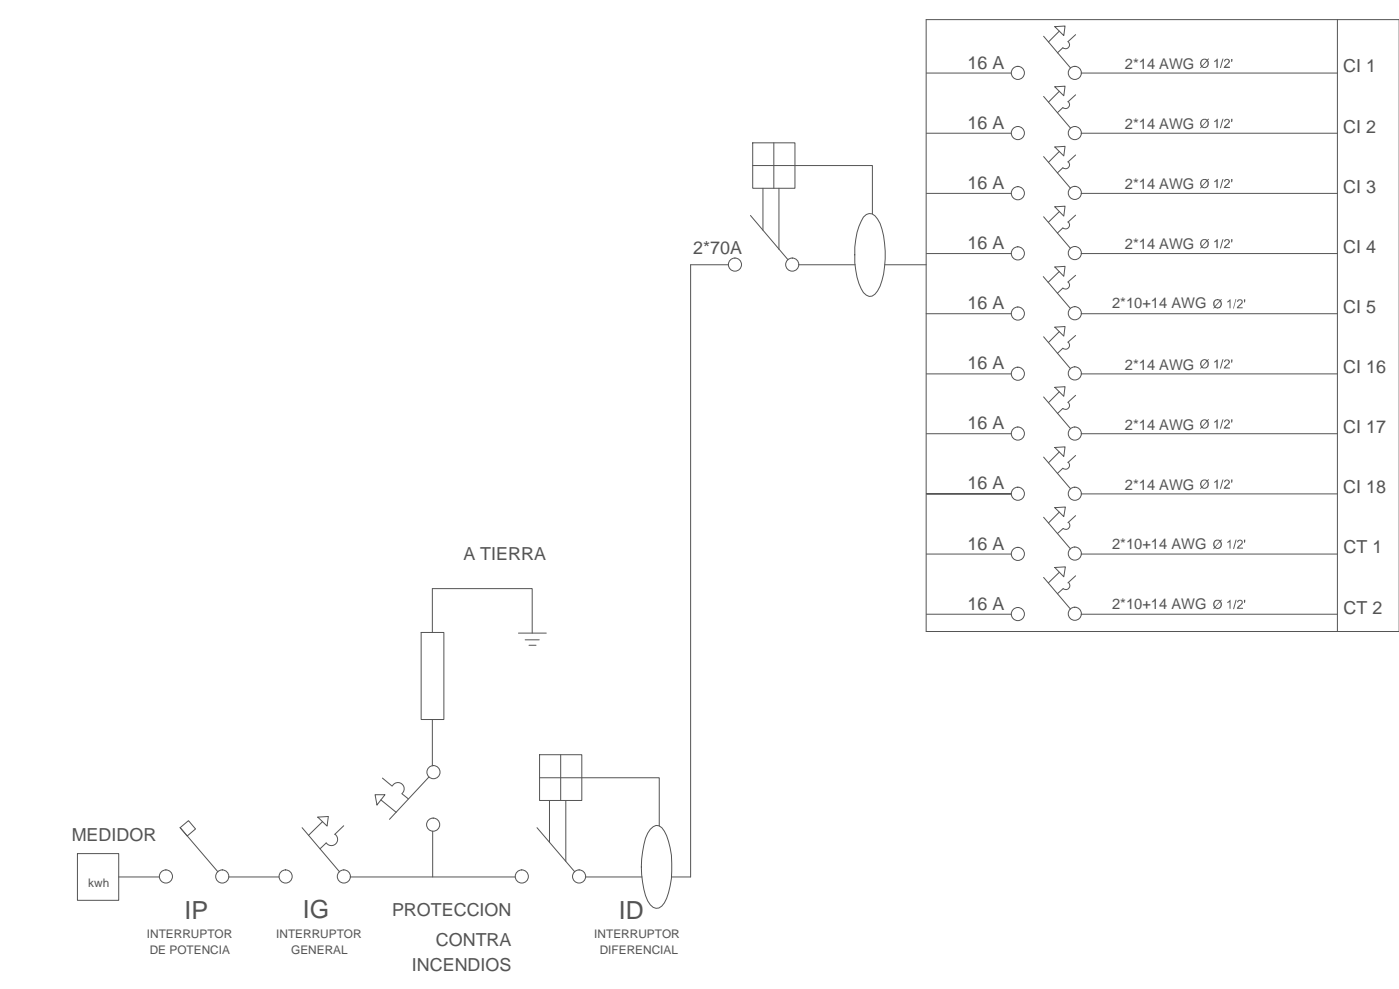 16 A 2*14 AWG Ø 1/2' CI 1
16 A 2*14 AWG Ø 1/2' CI 2
16 A 2*14 AWG Ø 1/2' CI 3
16 A 2*14 AWG Ø 1/2' CI 4
2*70A
16 A 2*10+14 AWG Ø 1/2' CI 5
16 A 2*14 AWG Ø 1/2' CI 16
16 A 2*14 AWG Ø 1/2' CI 17
16 A 2*14 AWG Ø 1/2' CI 18
16 A 2*10+14 AWG Ø 1/2' CT 1
16 A 2*10+14 AWG Ø 1/2' CT 2
A TIERRA
MEDIDOR
kwh
IP
INTERRUPTOR
DE POTENCIA
IG
INTERRUPTOR
GENERAL
PROTECCION
CONTRA
INCENDIOS
ID
INTERRUPTOR
DIFERENCIAL